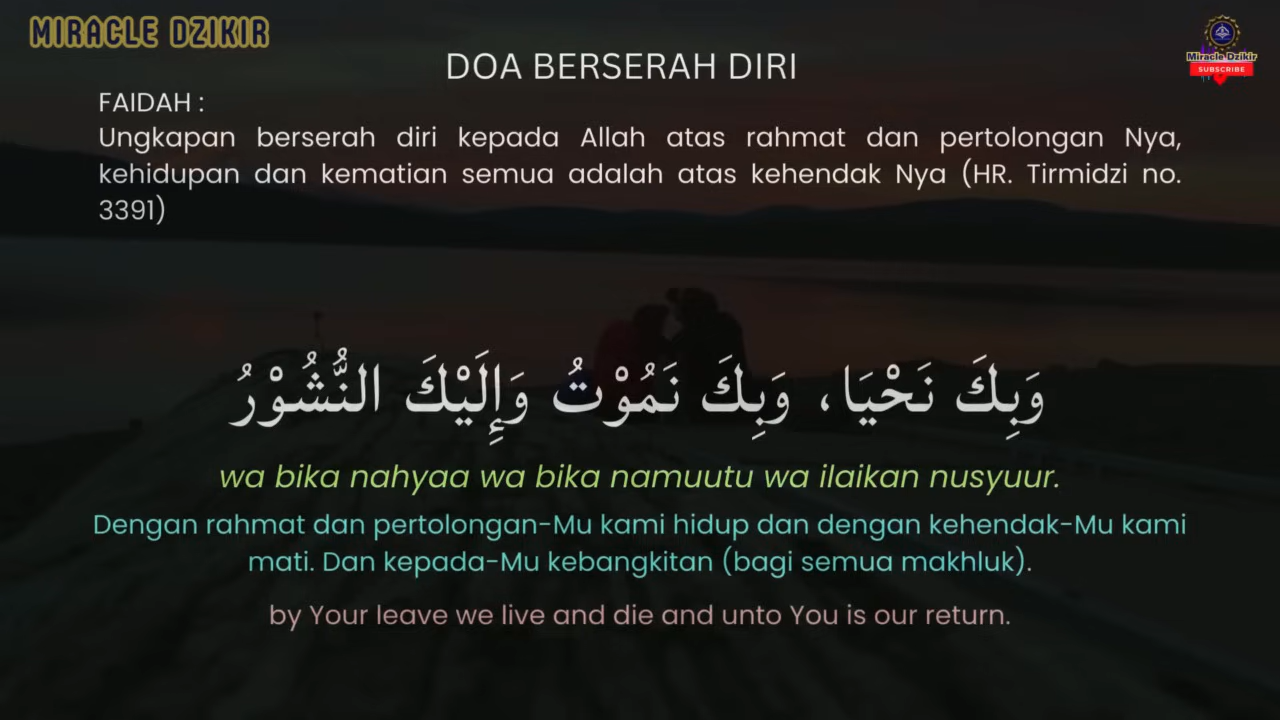 MIRACLE DZIKIR
Miracle Dzikir
SUBSCRIBE
DOA BERSERAH DIRI
FAIDAH :
Ungkapan berserah diri kepada Allah atas rahmat dan pertolongan Nya,
kehidupan dan kematian semua adalah atas kehendak Nya (HR. Tirmidzi no.
3391)
وَبِكَ نَحْيَا، وَبِكَ نَمُوْتُ وَإِلَيْكَ النُّشُوْرُ
wa bika nahyaa wa bika namuutu wa ilaikan nusyuur.
Dengan rahmat dan pertolongan-Mu kami hidup dan dengan kehendak-Mu kami
mati. Dan kepada-Mu kebangkitan (bagi semua makhluk).
by Your leave we live and die and unto You is our return.